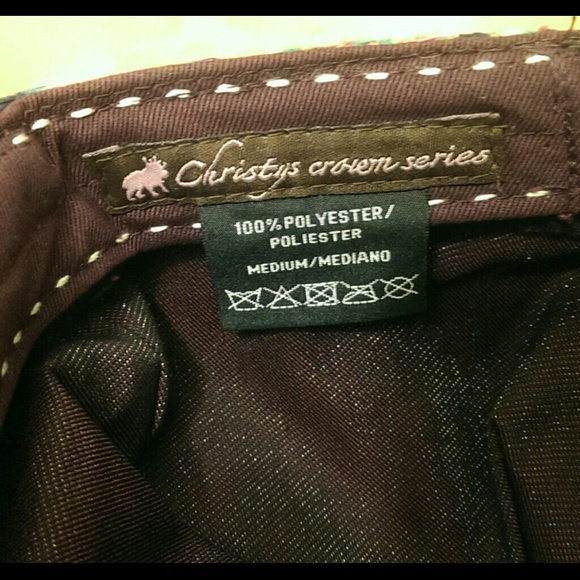 Christys crown series
100% POLYESTER/
POLIESTER
MEDIUM/MEDIANO